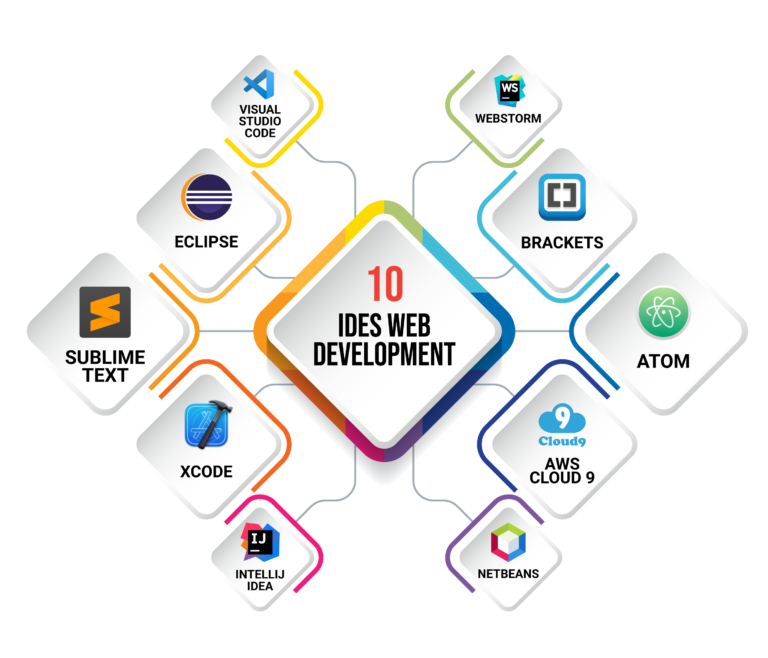 10
IDES WEB
DEVELOPMENT
VISUAL
STUDIO
CODE
ECLIPSE
SUBLIME
TEXT
XCODE
IJ
INTELLIJ
IDEA
WS
WEBSTORM
BRACKETS
ATOM
9
Cloud9
AWS
CLOUD 9
NETBEANS